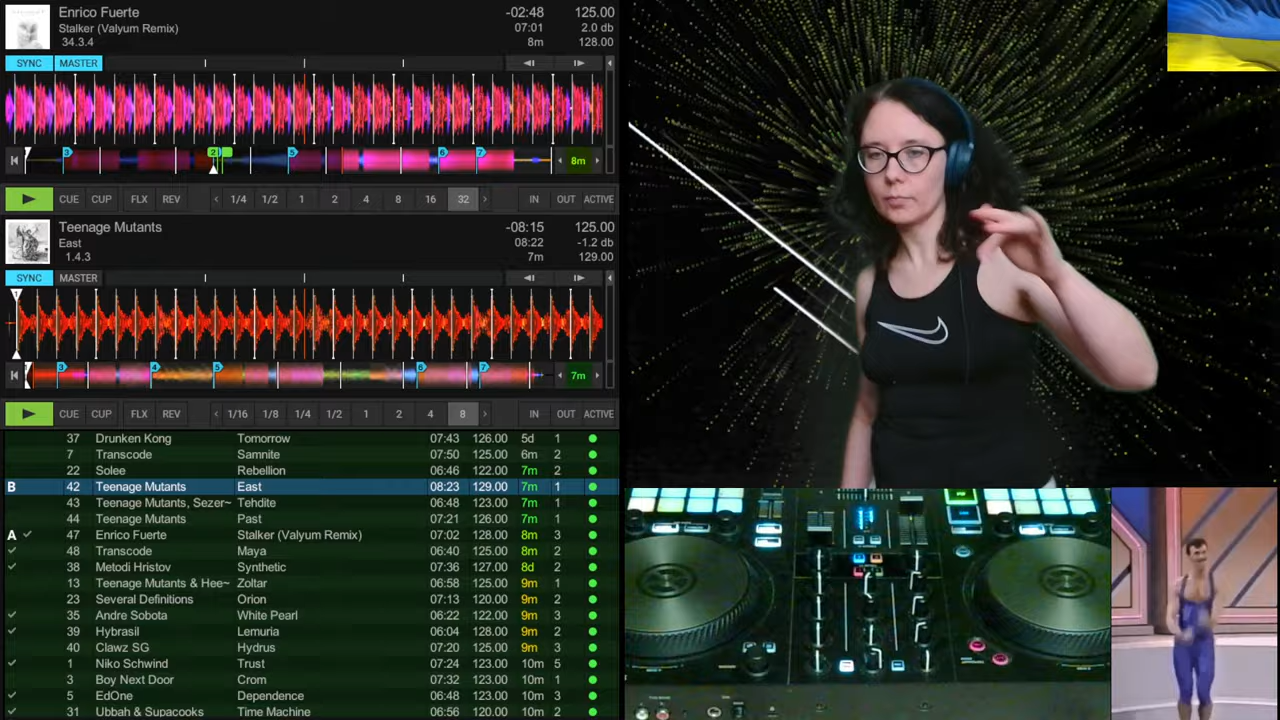 Enrico Fuerte -02:48 125.00
Stalker (Valyum Remix) 07:01 2.0 db
34.3.4 8m 128.00
SYNC MASTER
3 2 5 6 7 8m
CUE CUP FLX REV 1/4 1/2 1 2 4 8 16 32 IN OUT ACTIVE
Teenage Mutants -08:15 125.00
East 08:22 -1.2 db
1.4.3 7m 129.00
SYNC MASTER
1
3 4 5 6 7 7m
CUE CUP FLX REV 1/16 1/8 1/4 1/2 1 2 4 8 IN OUT ACTIVE
37 Drunken Kong Tomorrow 07:43 126.00 5d 1
7 Transcode Samnite 07:50 125.00 6m 2
22 Solee Rebellion 06:46 122.00 7m 2
B 42 Teenage Mutants East 08:23 129.00 7m 1
43 Teenage Mutants, Sezer~ Tehdite 06:48 123.00 7m 1
44 Teenage Mutants Past 07:21 126.00 7m 1
A 47 Enrico Fuerte Stalker (Valyum Remix) 07:02 128.00 8m 3
48 Transcode Maya 06:40 125.00 8m 2
38 Metodi Hristov Synthetic 07:36 127.00 8d 2
13 Teenage Mutants & Hee~ Zoltar 06:58 125.00 9m 1
23 Several Definitions Orion 07:13 120.00 9m 2
35 Andre Sobota White Pearl 06:22 122.00 9m 3
39 Hybrasil Lemuria 06:04 128.00 9m 2
40 Clawz SG Hydrus 07:20 125.00 9m 3
1 Niko Schwind Trust 07:24 123.00 10m 5
3 Boy Next Door Crom 07:32 123.00 10m 1
5 EdOne Dependence 06:48 123.00 10m 3
31 Ubbah & Supacooks Time Machine 06:56 120.00 10m 2